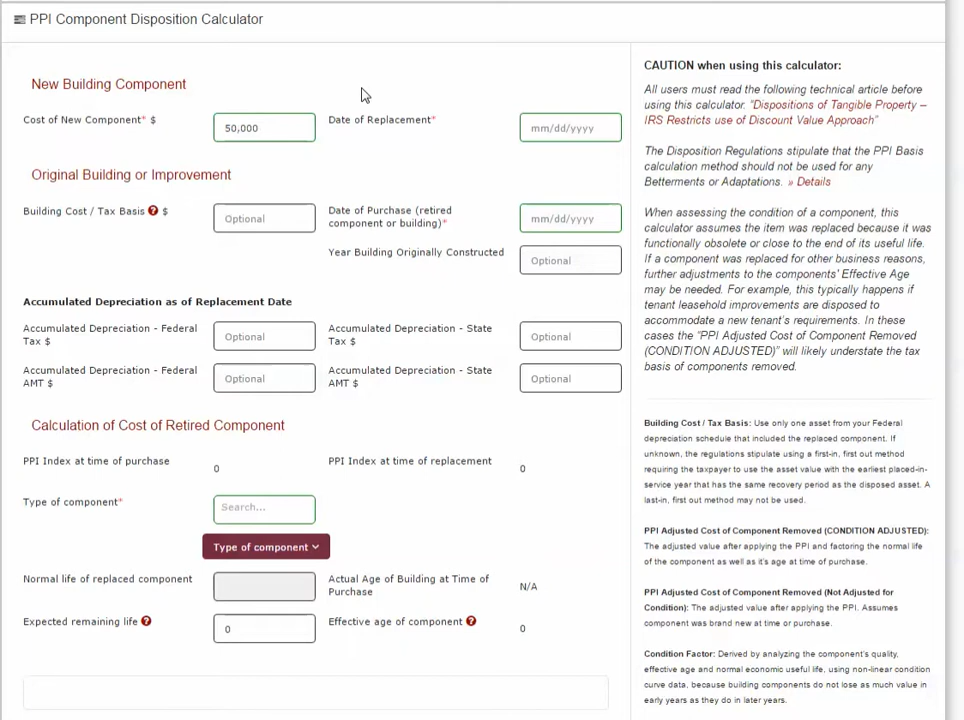 PPI Component Disposition Calculator
New Building Component
Cost of New Component* $
50,000
Date of Replacement*
mm/dd/yyyy
Original Building or Improvement
Building Cost / Tax Basis ? $
Optional
Date of Purchase (retired
component or building)*
mm/dd/yyyy
Year Building Originally Constructed
Optional
Accumulated Depreciation as of Replacement Date
Accumulated Depreciation - Federal
Tax $
Optional
Accumulated Depreciation - State
Tax $
Optional
Accumulated Depreciation - Federal
AMT $
Optional
Accumulated Depreciation - State
AMT $
Optional
Calculation of Cost of Retired Component
PPI Index at time of purchase
0
PPI Index at time of replacement
0
Type of component*
Search...
Type of component
Normal life of replaced component
Actual Age of Building at Time of
Purchase
N/A
Expected remaining life ?
0
Effective age of component ?
0
CAUTION when using this calculator:
All users must read the following technical article before
using this calculator. "Dispositions of Tangible Property –
IRS Restricts use of Discount Value Approach"
The Disposition Regulations stipulate that the PPI Basis
calculation method should not be used for any
Betterments or Adaptations. » Details
When assessing the condition of a component, this
calculator assumes the item was replaced because it was
functionally obsolete or close to the end of its useful life.
If a component was replaced for other business reasons,
further adjustments to the components' Effective Age
may be needed. For example, this typically happens if
tenant leasehold improvements are disposed to
accommodate a new tenant's requirements. In these
cases the "PPI Adjusted Cost of Component Removed
(CONDITION ADJUSTED)" will likely understate the tax
basis of components removed.
Building Cost / Tax Basis: Use only one asset from your Federal
depreciation schedule that included the replaced component. If
unknown, the regulations stipulate using a first-in, first out method
requiring the taxpayer to use the asset value with the earliest placed-in-
service year that has the same recovery period as the disposed asset. A
last-in, first out method may not be used.
PPI Adjusted Cost of Component Removed (CONDITION ADJUSTED):
The adjusted value after applying the PPI and factoring the normal life
of the component as well as it's age at time of purchase.
PPI Adjusted Cost of Component Removed (Not Adjusted for
Condition): The adjusted value after applying the PPI. Assumes
component was brand new at time or purchase.
Condition Factor: Derived by analyzing the component's quality,
effective age and normal economic useful life, using non-linear condition
curve data, because building components do not lose as much value in
early years as they do in later years.